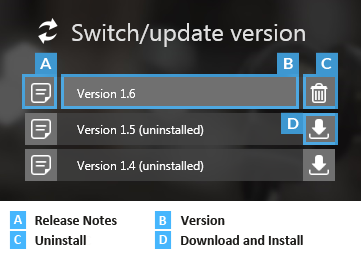 Switch/update version
A B C
Version 1.6
D
Version 1.5 (uninstalled)
Version 1.4 (uninstalled)
A Release Notes B Version
C Uninstall D Download and Install